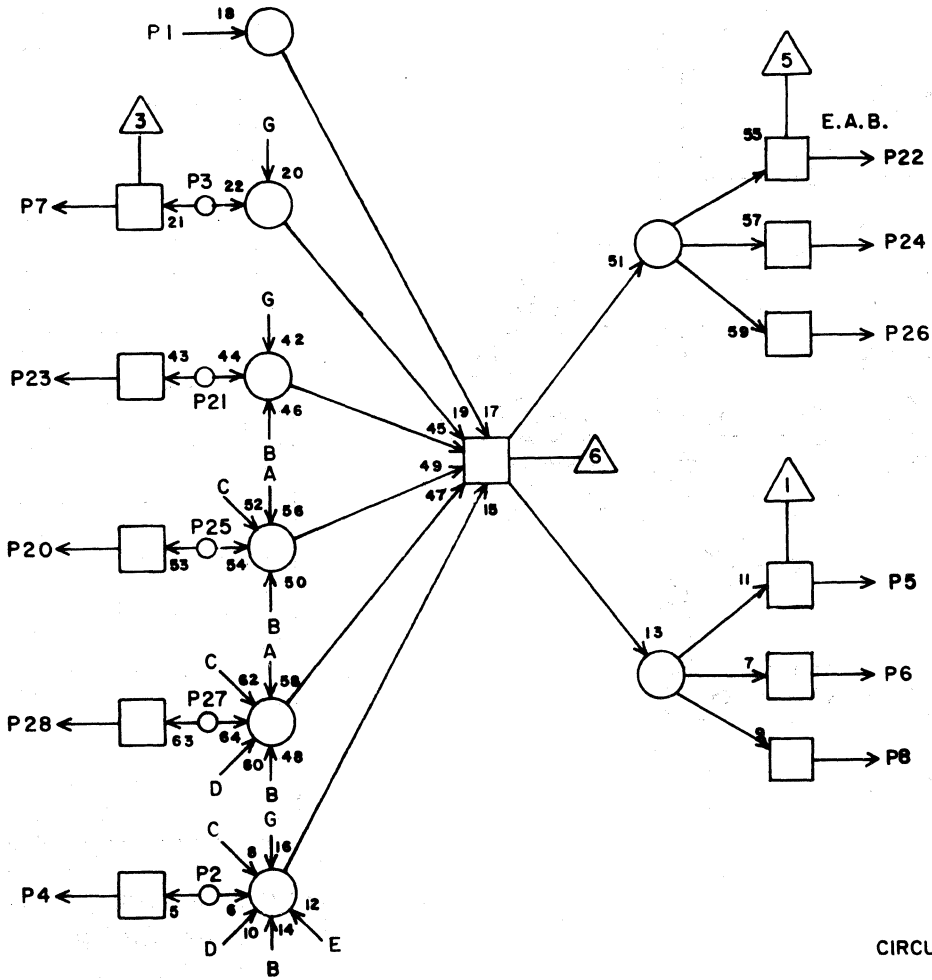 18
P1
5
3
G
55
E.A.B.
P22
20
P3
22
P7
21
57
P24
51
G
59
P26
42
43
44
P23
P21
46
19
17
45
B
A
49
6
C
47
15
1
52
56
P25
P20
53
54
50
11
P5
B
A
13
C
62
58
7
P6
P27
P28
63
64
60
48
9
P8
D
B
G
C
8
16
P2
P4
5
6
12
10
14
D
E
B
CIRCU